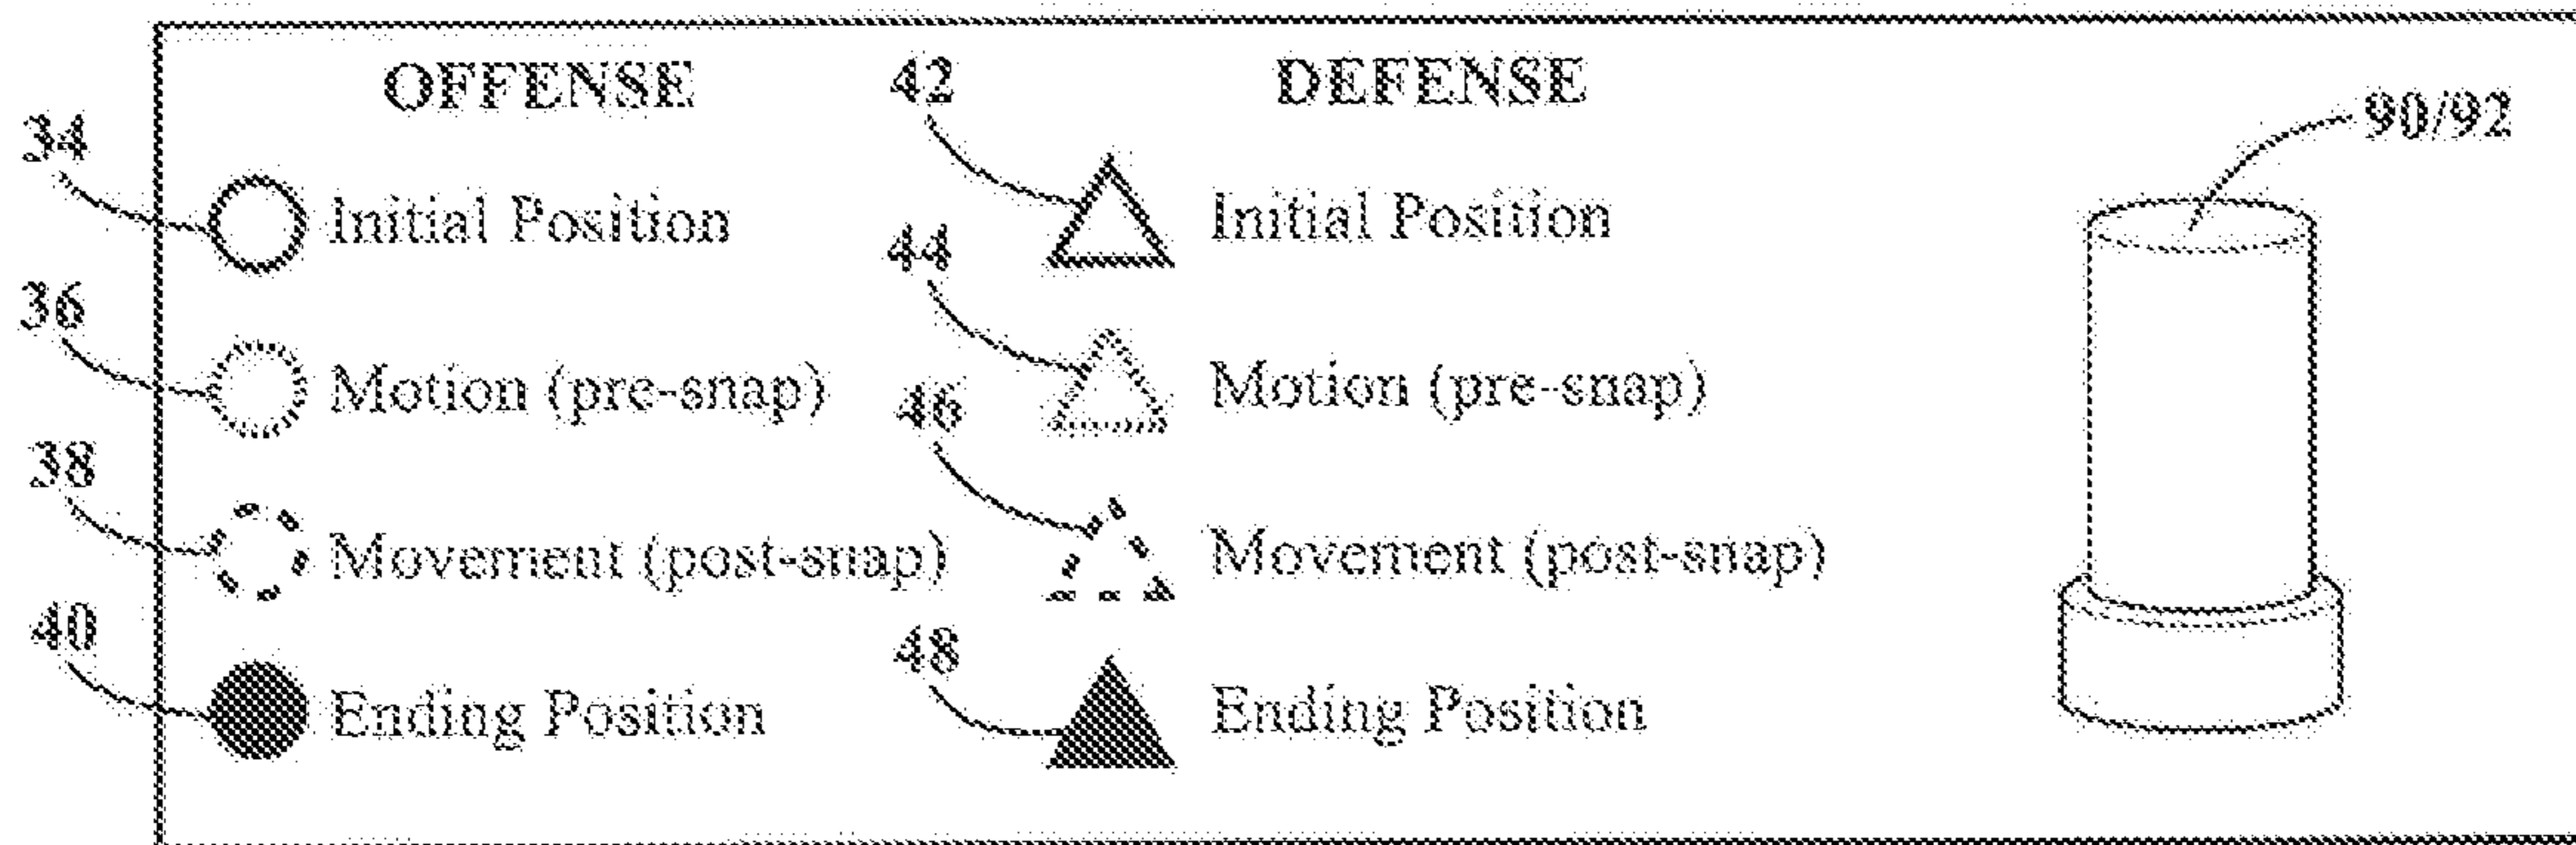 OFFENSE
34
Initial Position
36
Motion (pre-snap)
38
Movement (post-snap)
40
Ending Position
DEFENSE
42
Initial Position
44
Motion (pre-snap)
46
Movement (post-snap)
48
Ending Position
90/92